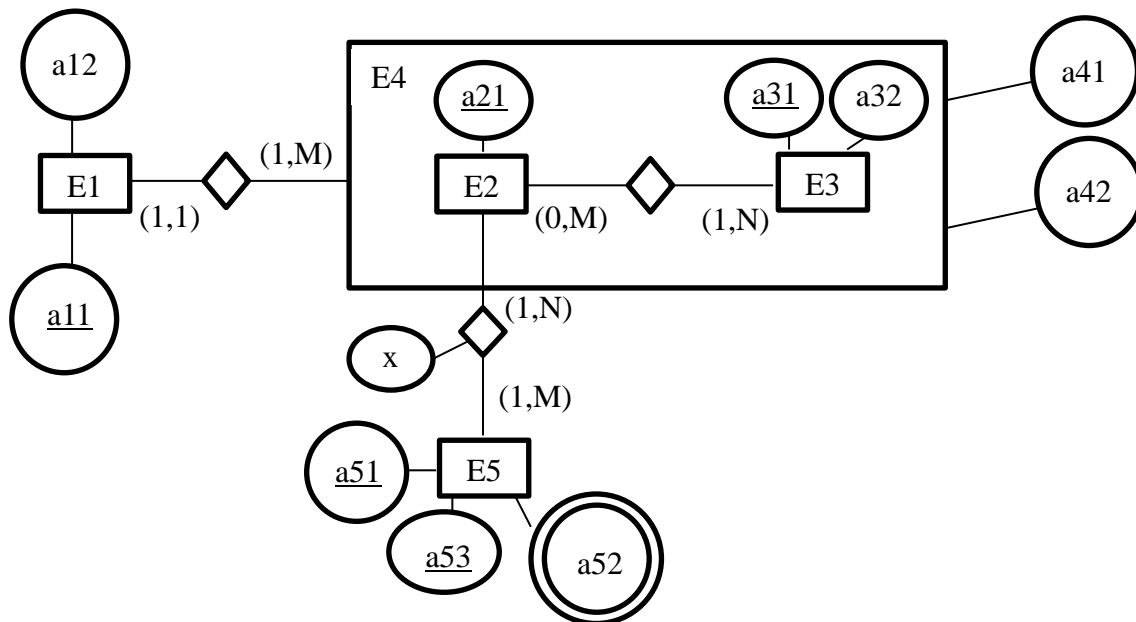 a12
a41
E4
a21
a31
a32
(1,M)
E1
E2
E3
a42
(1,1)
(0,M)
(1,N)
a11
(1,N)
x
(1,M)
a51
E5
a53
a52